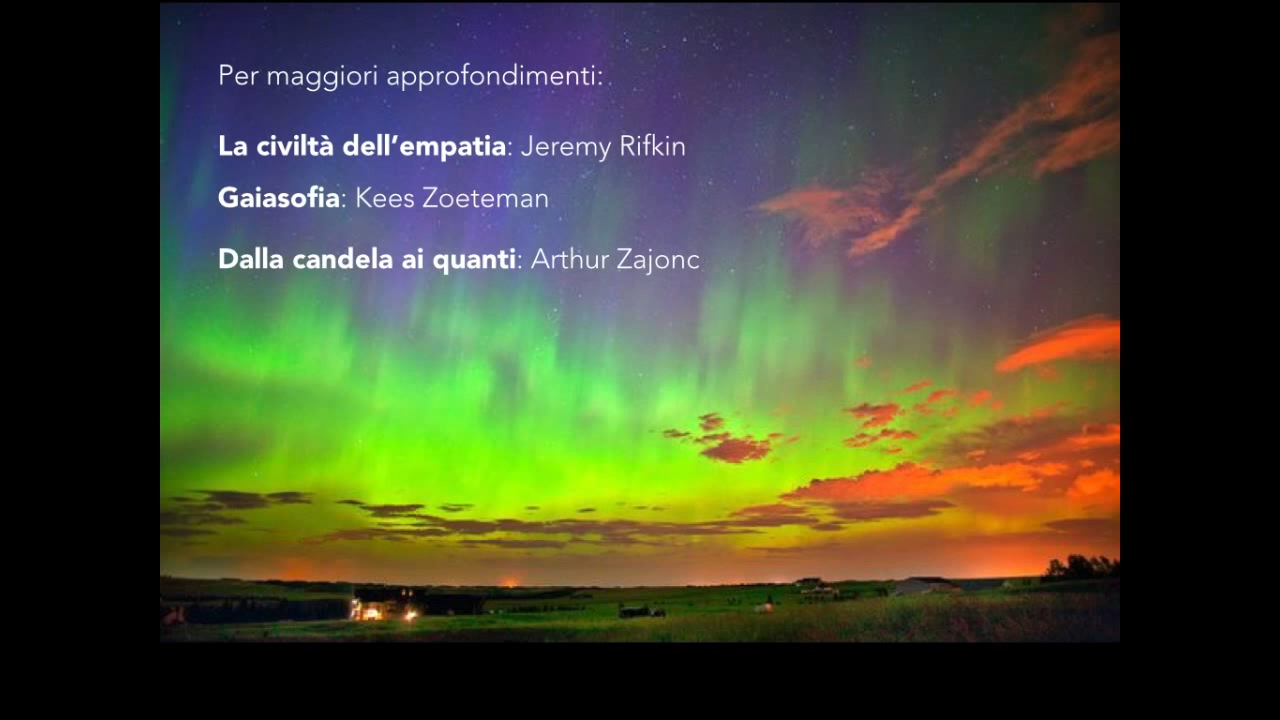 Per maggiori approfondimenti:
La civiltà dell’empatia: Jeremy Rifkin
Gaiasofia: Kees Zoeteman
Dalla candela ai quanti: Arthur Zajonc